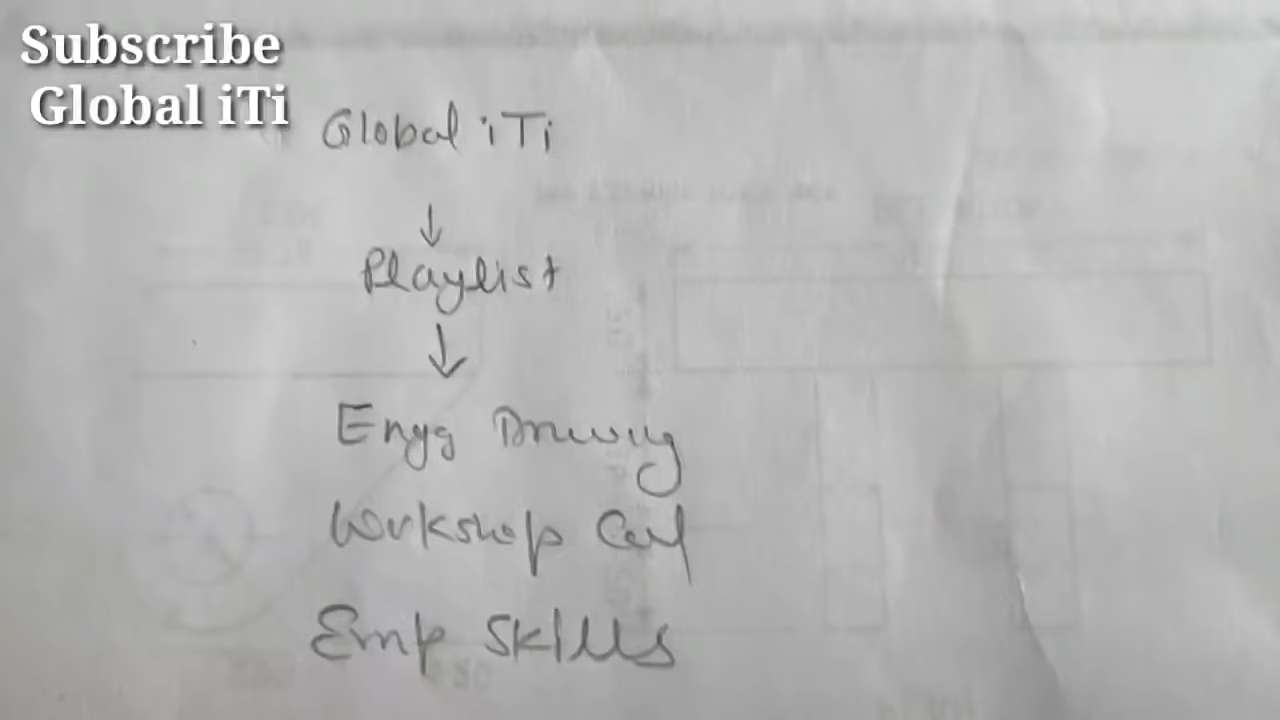 Subscribe
Global iTi
Global iTi
↓
Playlist
↓
Engg Drawing
Workshop Cal
Emp Skills